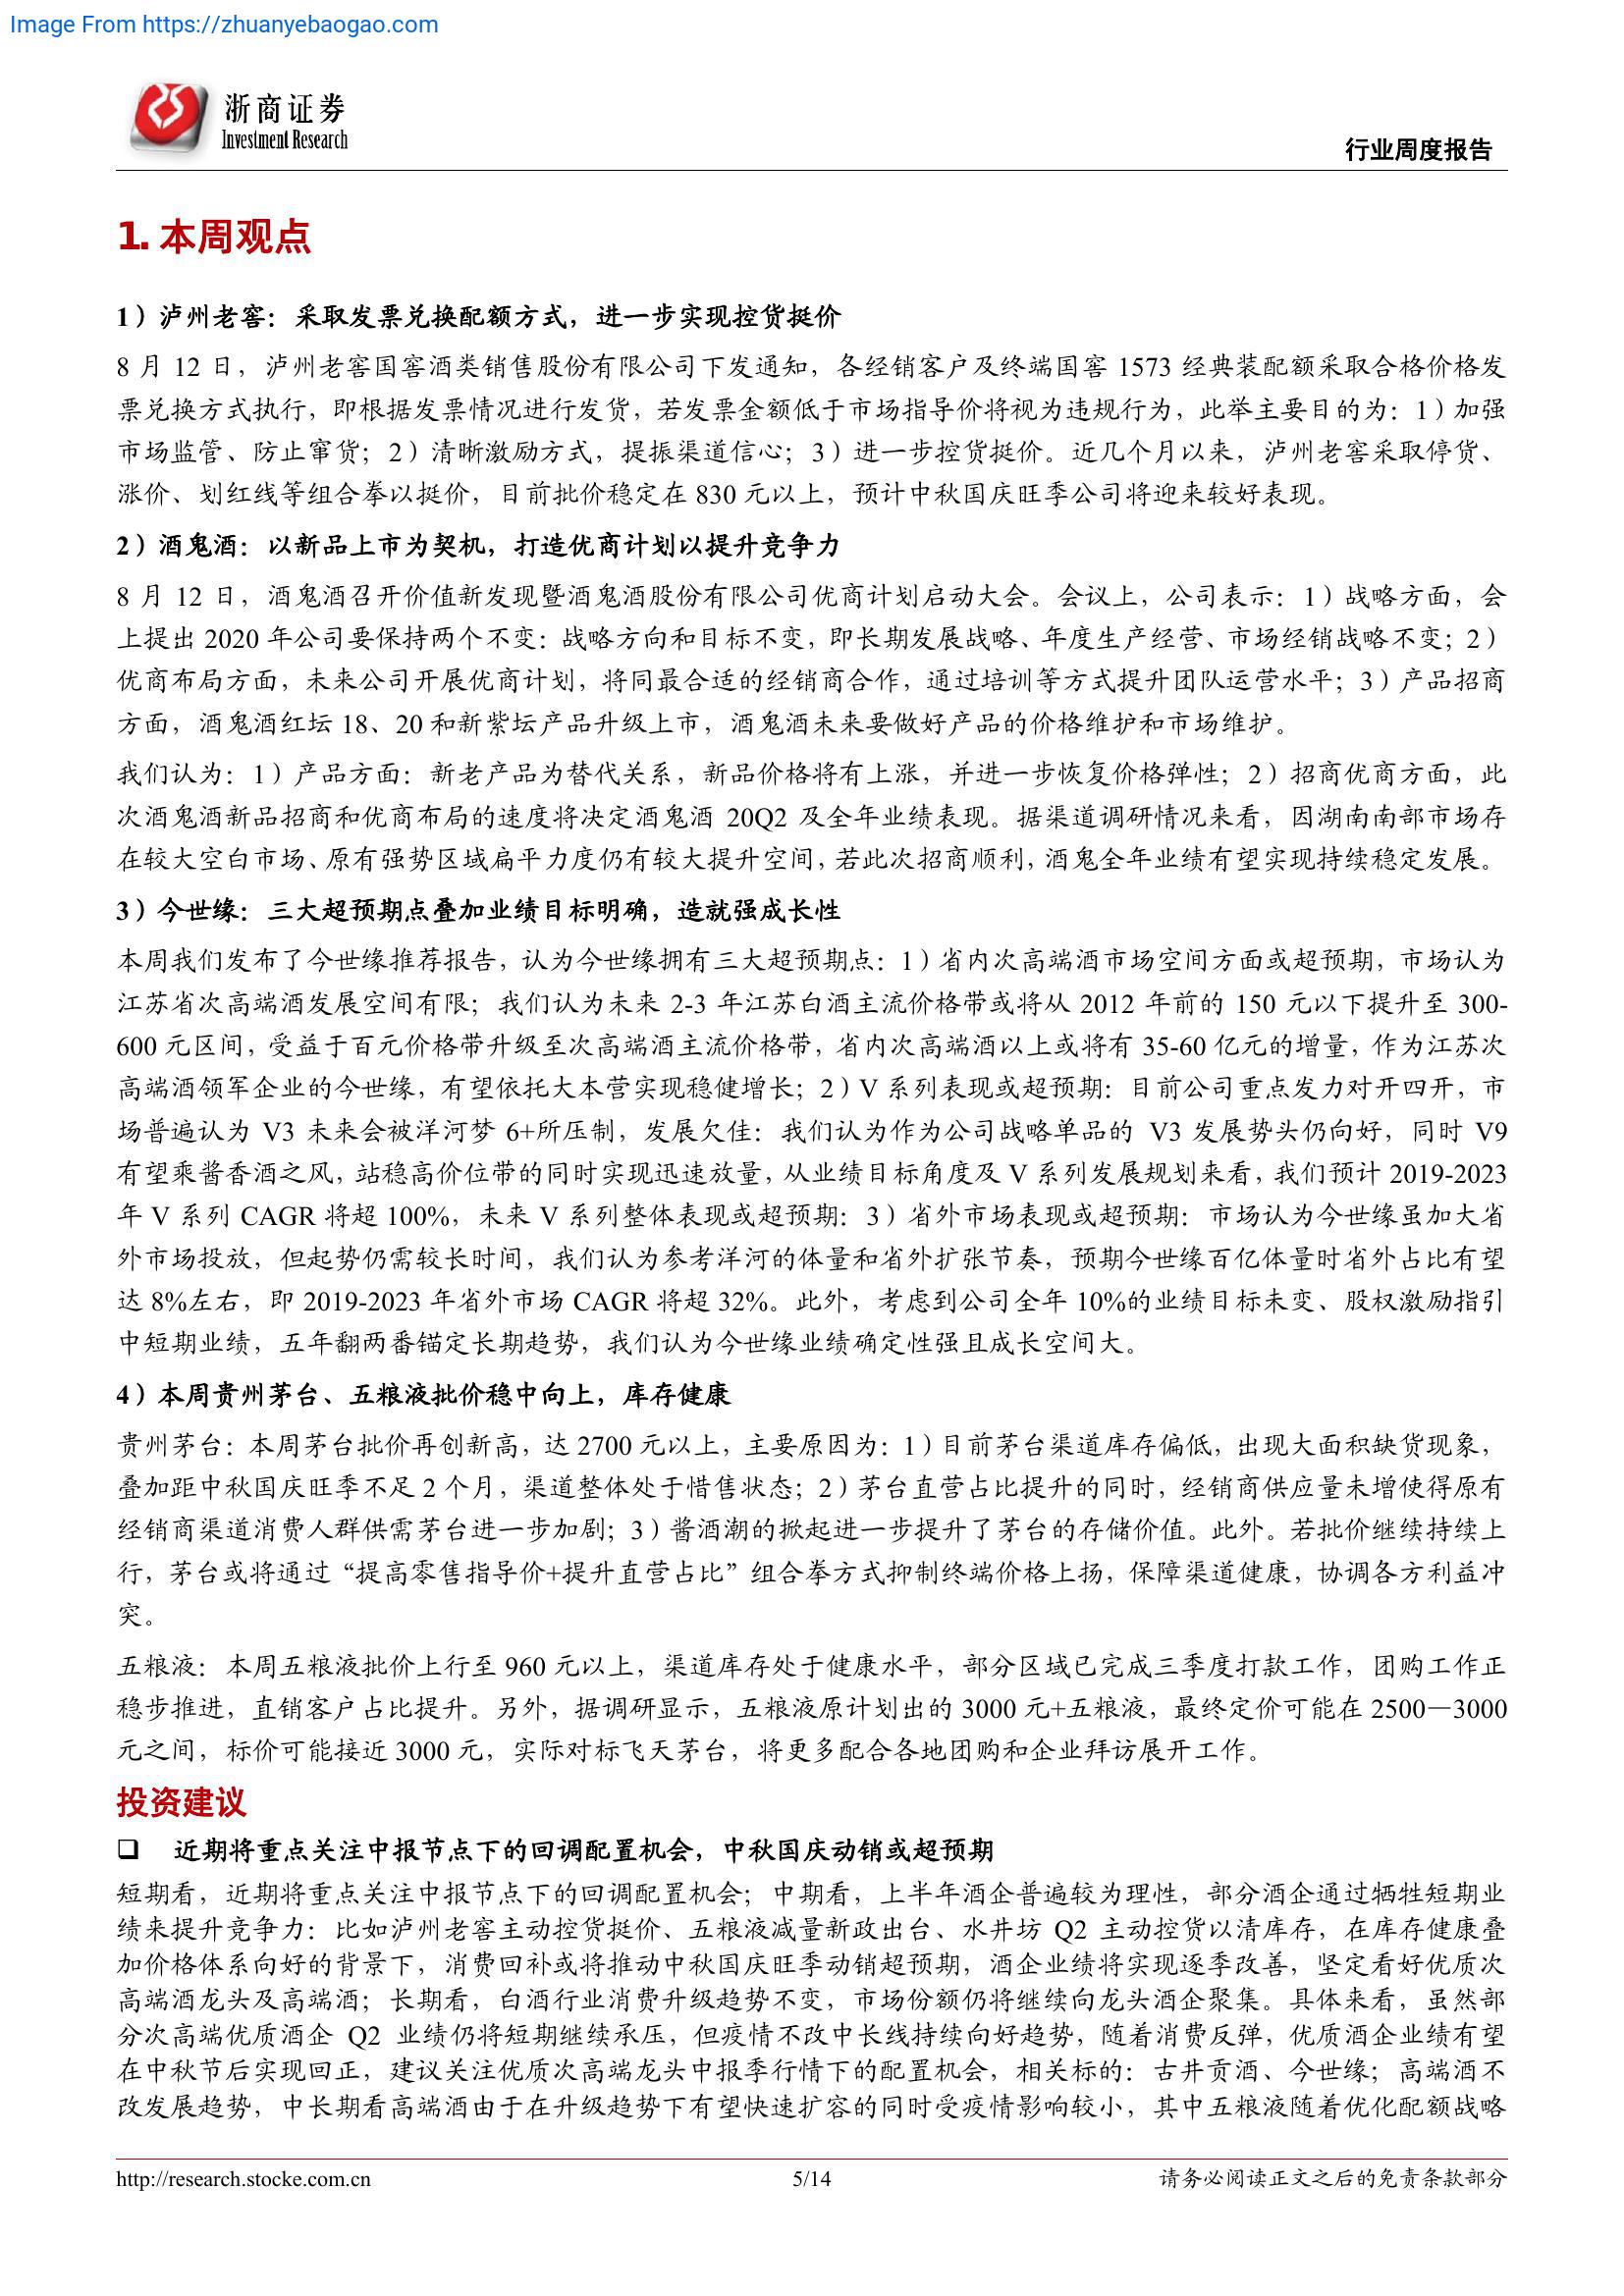 Image From https://zhuanyebaogao.com
浙商证券
Investment Research
行业周度报告
1. 本周观点
1）泸州老窖：采取发票兑换配额方式，进一步实现控货挺价
8 月 12 日，泸州老窖国窖酒类销售股份有限公司下发通知，各经销客户及终端国窖 1573 经典装配额采取合格价格发
票兑换方式执行，即根据发票情况进行发货，若发票金额低于市场指导价将视为违规行为，此举主要目的为：1）加强
市场监管、防止窜货；2）清晰激励方式，提振渠道信心；3）进一步控货挺价。近几个月以来，泸州老窖采取停货、
涨价、划红线等组合拳以挺价，目前批价稳定在 830 元以上，预计中秋国庆旺季公司将迎来较好表现。
2）酒鬼酒：以新品上市为契机，打造优商计划以提升竞争力
8 月 12 日，酒鬼酒召开价值新发现暨酒鬼酒股份有限公司优商计划启动大会。会议上，公司表示：1）战略方面，会
上提出 2020 年公司要保持两个不变：战略方向和目标不变，即长期发展战略、年度生产经营、市场经销战略不变；2）
优商布局方面，未来公司开展优商计划，将同最合适的经销商合作，通过培训等方式提升团队运营水平；3）产品招商
方面，酒鬼酒红坛 18、20 和新紫坛产品升级上市，酒鬼酒未来要做好产品的价格维护和市场维护。
我们认为：1）产品方面：新老产品为替代关系，新品价格将有上涨，并进一步恢复价格弹性；2）招商优商方面，此
次酒鬼酒新品招商和优商布局的速度将决定酒鬼酒 20Q2 及全年业绩表现。据渠道调研情况来看，因湖南南部市场存
在较大空白市场、原有强势区域扁平力度仍有较大提升空间，若此次招商顺利，酒鬼全年业绩有望实现持续稳定发展。
3）今世缘：三大超预期点叠加业绩目标明确，造就强成长性
本周我们发布了今世缘推荐报告，认为今世缘拥有三大超预期点：1）省内次高端酒市场空间方面或超预期，市场认为
江苏省次高端酒发展空间有限；我们认为未来 2-3 年江苏白酒主流价格带或将从 2012 年前的 150 元以下提升至 300-
600 元区间，受益于百元价格带升级至次高端酒主流价格带，省内次高端酒以上或将有 35-60 亿元的增量，作为江苏次
高端酒领军企业的今世缘，有望依托大本营实现稳健增长；2）V 系列表现或超预期：目前公司重点发力对开四开，市
场普遍认为 V3 未来会被洋河梦 6+所压制，发展欠佳：我们认为作为公司战略单品的 V3 发展势头仍向好，同时 V9
有望乘酱香酒之风，站稳高价位带的同时实现迅速放量，从业绩目标角度及 V 系列发展规划来看，我们预计 2019-2023
年 V 系列 CAGR 将超 100%，未来 V 系列整体表现或超预期：3）省外市场表现或超预期：市场认为今世缘虽加大省
外市场投放，但起势仍需较长时间，我们认为参考洋河的体量和省外扩张节奏，预期今世缘百亿体量时省外占比有望
达 8%左右，即 2019-2023 年省外市场 CAGR 将超 32%。此外，考虑到公司全年 10%的业绩目标未变、股权激励指引
中短期业绩，五年翻两番锚定长期趋势，我们认为今世缘业绩确定性强且成长空间大。
4）本周贵州茅台、五粮液批价稳中向上，库存健康
贵州茅台：本周茅台批价再创新高，达 2700 元以上，主要原因为：1）目前茅台渠道库存偏低，出现大面积缺货现象，
叠加距中秋国庆旺季不足 2 个月，渠道整体处于惜售状态；2）茅台直营占比提升的同时，经销商供应量未增使得原有
经销商渠道消费人群供需茅台进一步加剧；3）酱酒潮的掀起进一步提升了茅台的存储价值。此外。若批价继续持续上
行，茅台或将通过“提高零售指导价+提升直营占比”组合拳方式抑制终端价格上扬，保障渠道健康，协调各方利益冲
突。
五粮液：本周五粮液批价上行至 960 元以上，渠道库存处于健康水平，部分区域已完成三季度打款工作，团购工作正
稳步推进，直销客户占比提升。另外，据调研显示，五粮液原计划出的 3000 元+五粮液，最终定价可能在 2500—3000
元之间，标价可能接近 3000 元，实际对标飞天茅台，将更多配合各地团购和企业拜访展开工作。
投资建议
❑ 近期将重点关注中报节点下的回调配置机会，中秋国庆动销或超预期
短期看，近期将重点关注中报节点下的回调配置机会；中期看，上半年酒企普遍较为理性，部分酒企通过牺牲短期业
绩来提升竞争力：比如泸州老窖主动控货挺价、五粮液减量新政出台、水井坊 Q2 主动控货以清库存，在库存健康叠
加价格体系向好的背景下，消费回补或将推动中秋国庆旺季动销超预期，酒企业绩将实现逐季改善，坚定看好优质次
高端酒龙头及高端酒；长期看，白酒行业消费升级趋势不变，市场份额仍将继续向龙头酒企聚集。具体来看，虽然部
分次高端优质酒企 Q2 业绩仍将短期继续承压，但疫情不改中长线持续向好趋势，随着消费反弹，优质酒企业绩有望
在中秋节后实现回正，建议关注优质次高端龙头中报季行情下的配置机会，相关标的：古井贡酒、今世缘；高端酒不
改发展趋势，中长期看高端酒由于在升级趋势下有望快速扩容的同时受疫情影响较小，其中五粮液随着优化配额战略
http://research.stocke.com.cn
5/14
请务必阅读正文之后的免责条款部分